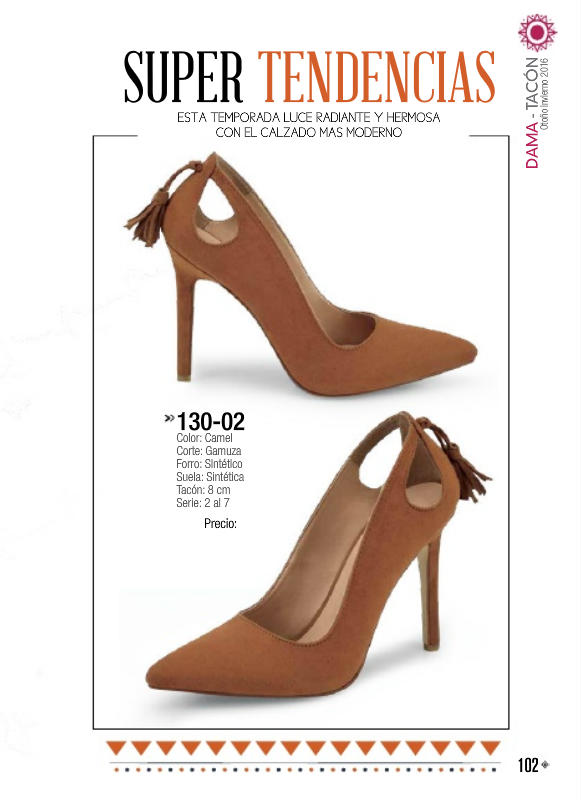 SUPER TENDENCIAS
ESTA TEMPORADA LUCE RADIANTE Y HERMOSA
CON EL CALZADO MAS MODERNO
DAMA - TACÓN
Otoño Invierno 2016
130-02
Color: Camel
Corte: Gamuza
Forro: Sintético
Suela: Sintética
Tacón: 8 cm
Serie: 2 al 7
Precio:
102